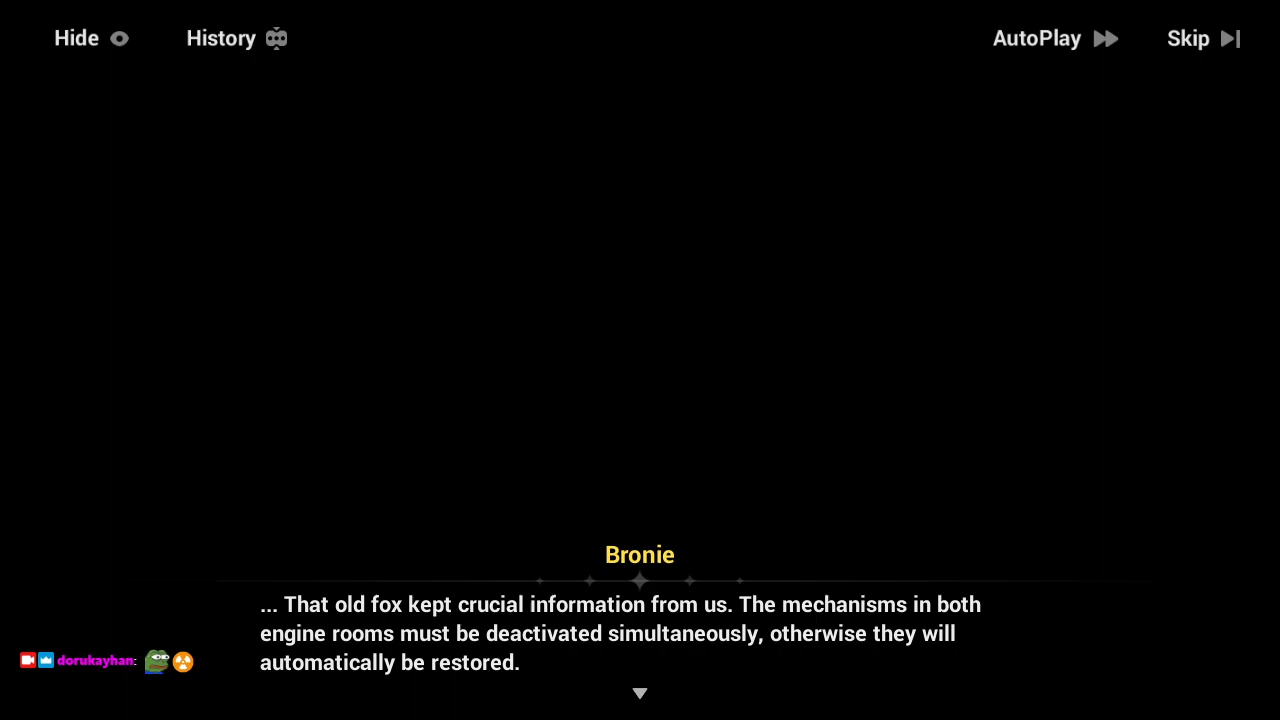 Hide
History
AutoPlay
Skip
Bronie
... That old fox kept crucial information from us. The mechanisms in both
engine rooms must be deactivated simultaneously, otherwise they will
automatically be restored.
dorukayhan: